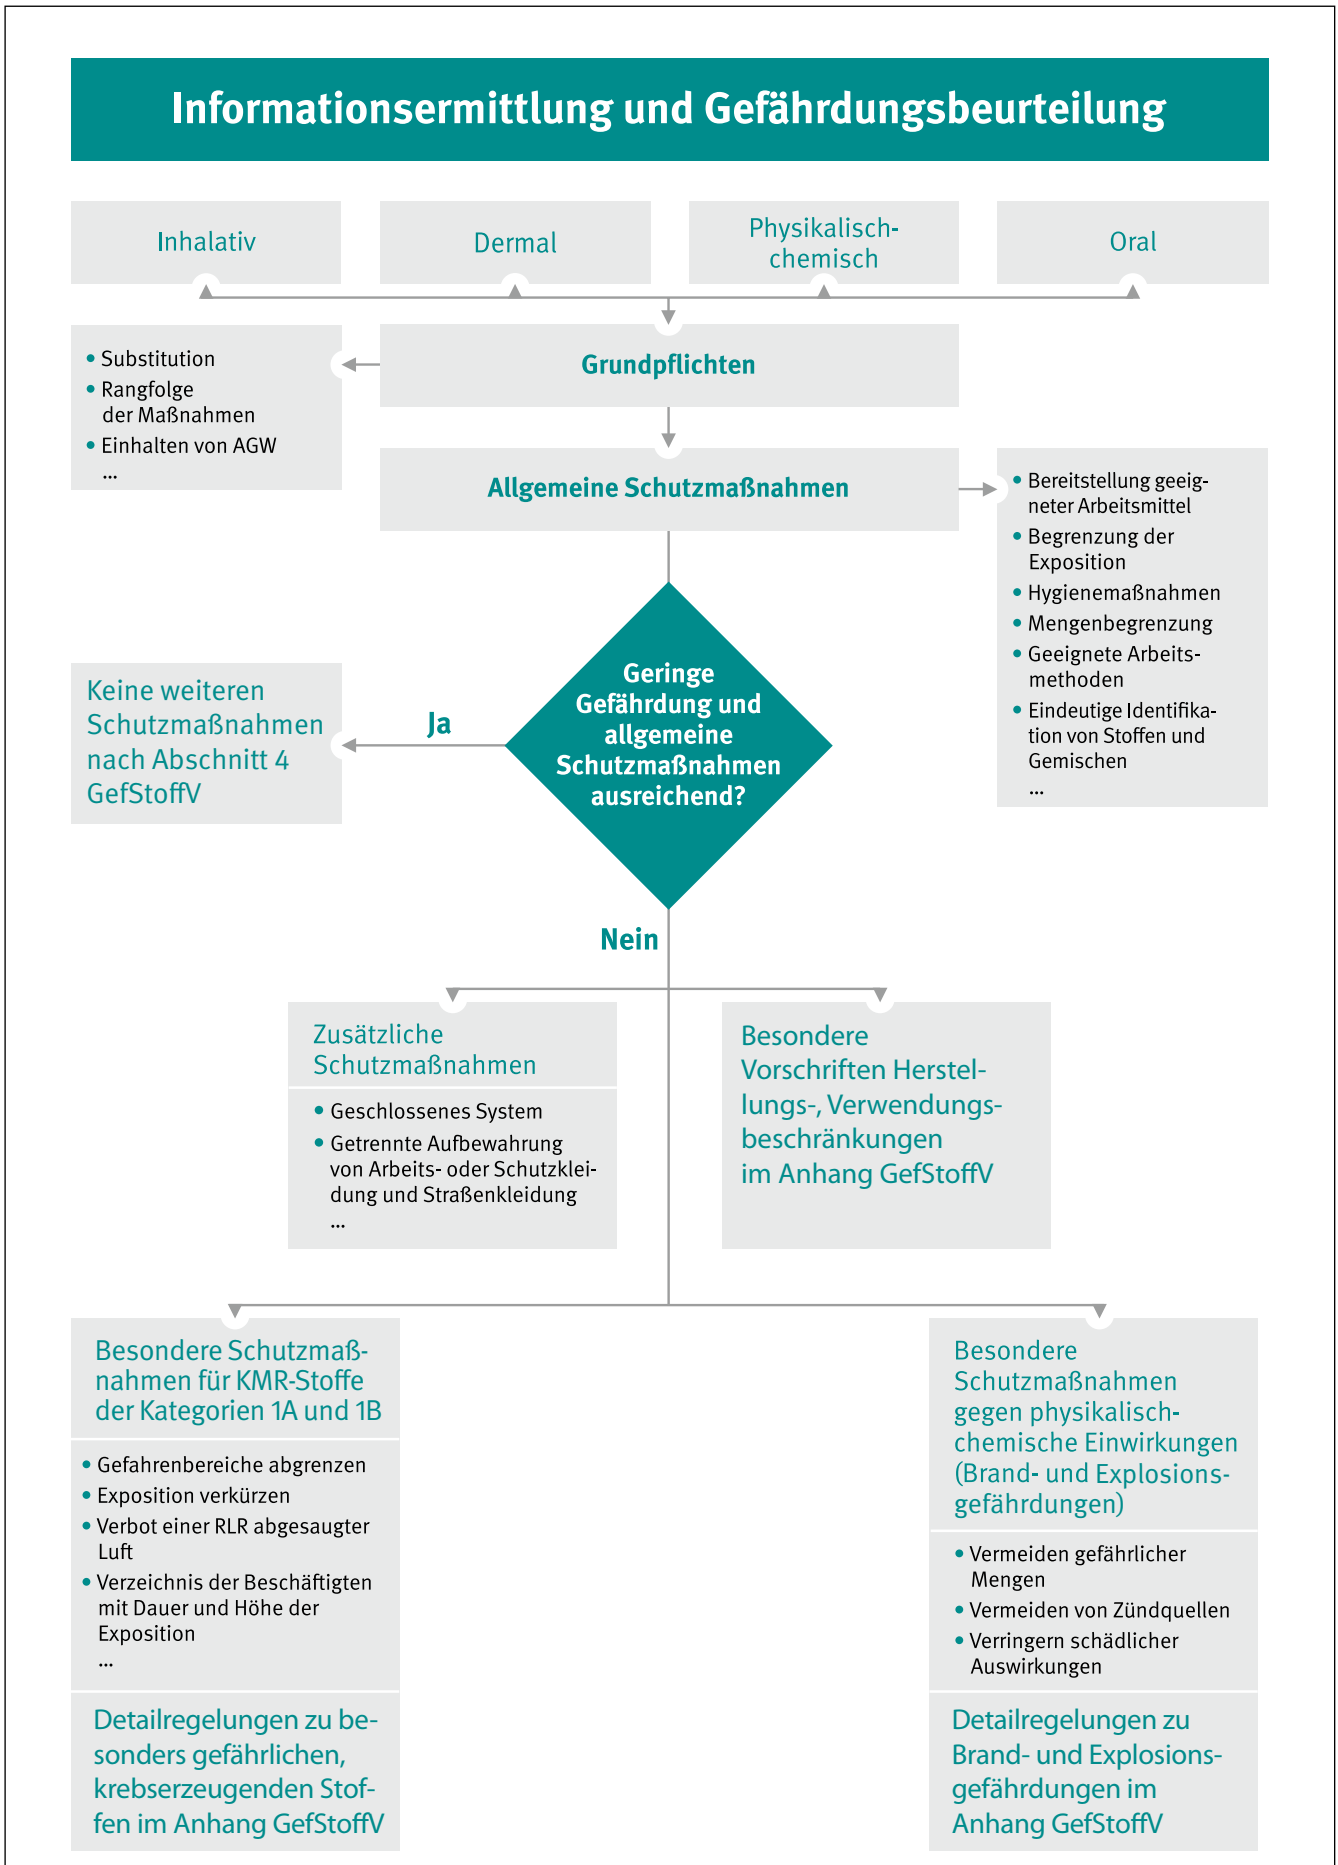 Informationsermittlung und Gefährdungsbeurteilung
Inhalativ
Dermal
Physikalisch-
chemisch
Oral
• Substitution
• Rangfolge
der Maßnahmen
• Einhalten von AGW
...
Grundpflichten
Allgemeine Schutzmaßnahmen
• Bereitstellung geeig-
neter Arbeitsmittel
• Begrenzung der
Exposition
• Hygienemaßnahmen
• Mengenbegrenzung
• Geeignete Arbeits-
methoden
• Eindeutige Identifika-
tion von Stoffen und
Gemischen
...
Geringe
Gefährdung und
allgemeine
Schutzmaßnahmen
ausreichend?
Ja
Keine weiteren
Schutzmaßnahmen
nach Abschnitt 4
GefStoffV
Nein
Zusätzliche
Schutzmaßnahmen
• Geschlossenes System
• Getrennte Aufbewahrung
von Arbeits- oder Schutzklei-
dung und Straßenkleidung
...
Besondere
Vorschriften Herstel-
lungs-, Verwendungs-
beschränkungen
im Anhang GefStoffV
Besondere Schutzmaß-
nahmen für KMR-Stoffe
der Kategorien 1A und 1B
• Gefahrenbereiche abgrenzen
• Exposition verkürzen
• Verbot einer RLR abgesaugter
Luft
• Verzeichnis der Beschäftigten
mit Dauer und Höhe der
Exposition
...
Detailregelungen zu be-
sonders gefährlichen,
krebserzeugenden Stof-
fen im Anhang GefStoffV
Besondere
Schutzmaßnahmen
gegen physikalisch-
chemische Einwirkungen
(Brand- und Explosions-
gefährdungen)
• Vermeiden gefährlicher
Mengen
• Vermeiden von Zündquellen
• Verringern schädlicher
Auswirkungen
Detailregelungen zu
Brand- und Explosions-
gefährdungen im
Anhang GefStoffV